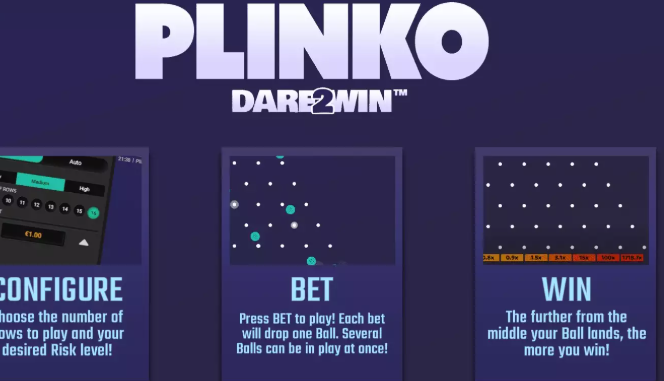 PLINKO
DARE2WIN™
Auto
Medium
High
ROWS
10 11 12 13 14 15 16
€1.00
CONFIGURE
hoose the number of
ows to play and your
desired Risk level!
BET
Press BET to play! Each bet
will drop one Ball. Several
Balls can be in play at once!
0.9x
WIN
The further from the
middle your Ball lands, the
more you win!